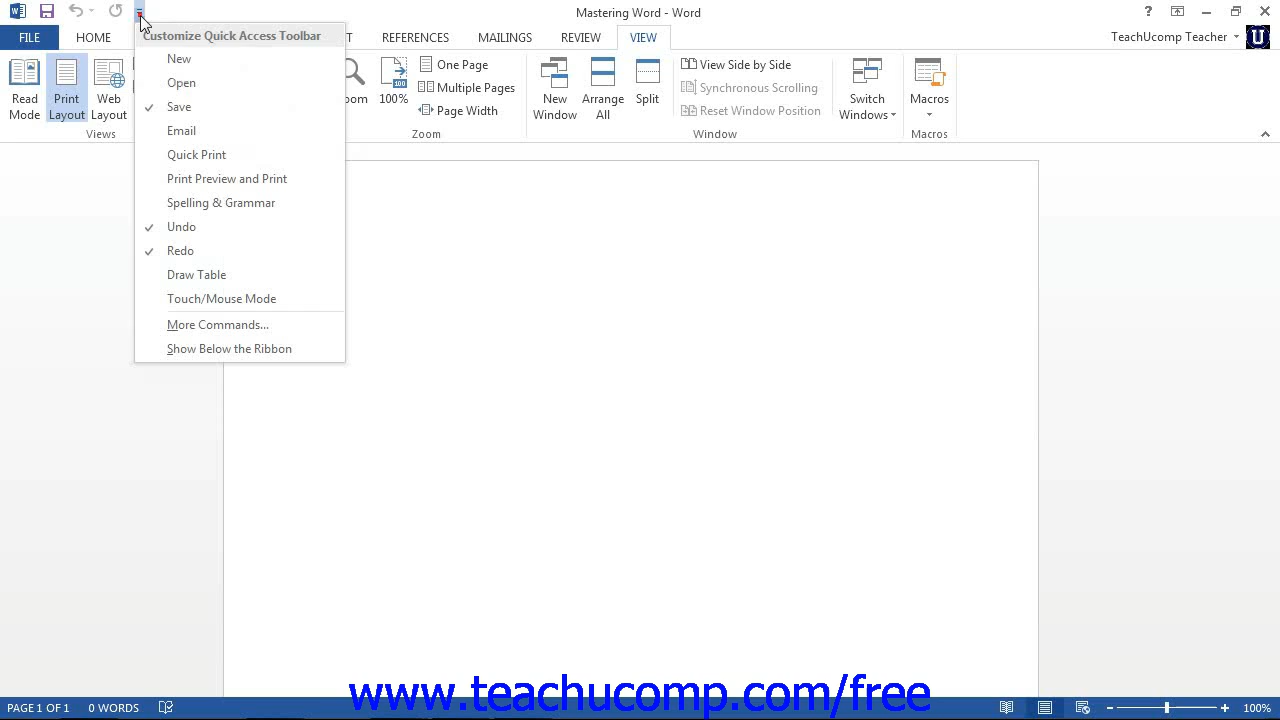 Mastering Word - Word
FILE
HOME
T
REFERENCES
MAILINGS
REVIEW
VIEW
TeachUcomp Teacher
U
Customize Quick Access Toolbar
New
Open
Save
Email
Quick Print
Print Preview and Print
Spelling & Grammar
Undo
Redo
Draw Table
Touch/Mouse Mode
More Commands...
Show Below the Ribbon
Read
Mode
Print
Layout
Web
Layout
Views
oom
100
100%
One Page
Multiple Pages
Page Width
Zoom
New
Window
Arrange
All
Split
View Side by Side
Synchronous Scrolling
Reset Window Position
Window
Switch
Windows
Macros
Macros
www.teachucomp.com/free
PAGE 1 OF 1
0 WORDS
100%